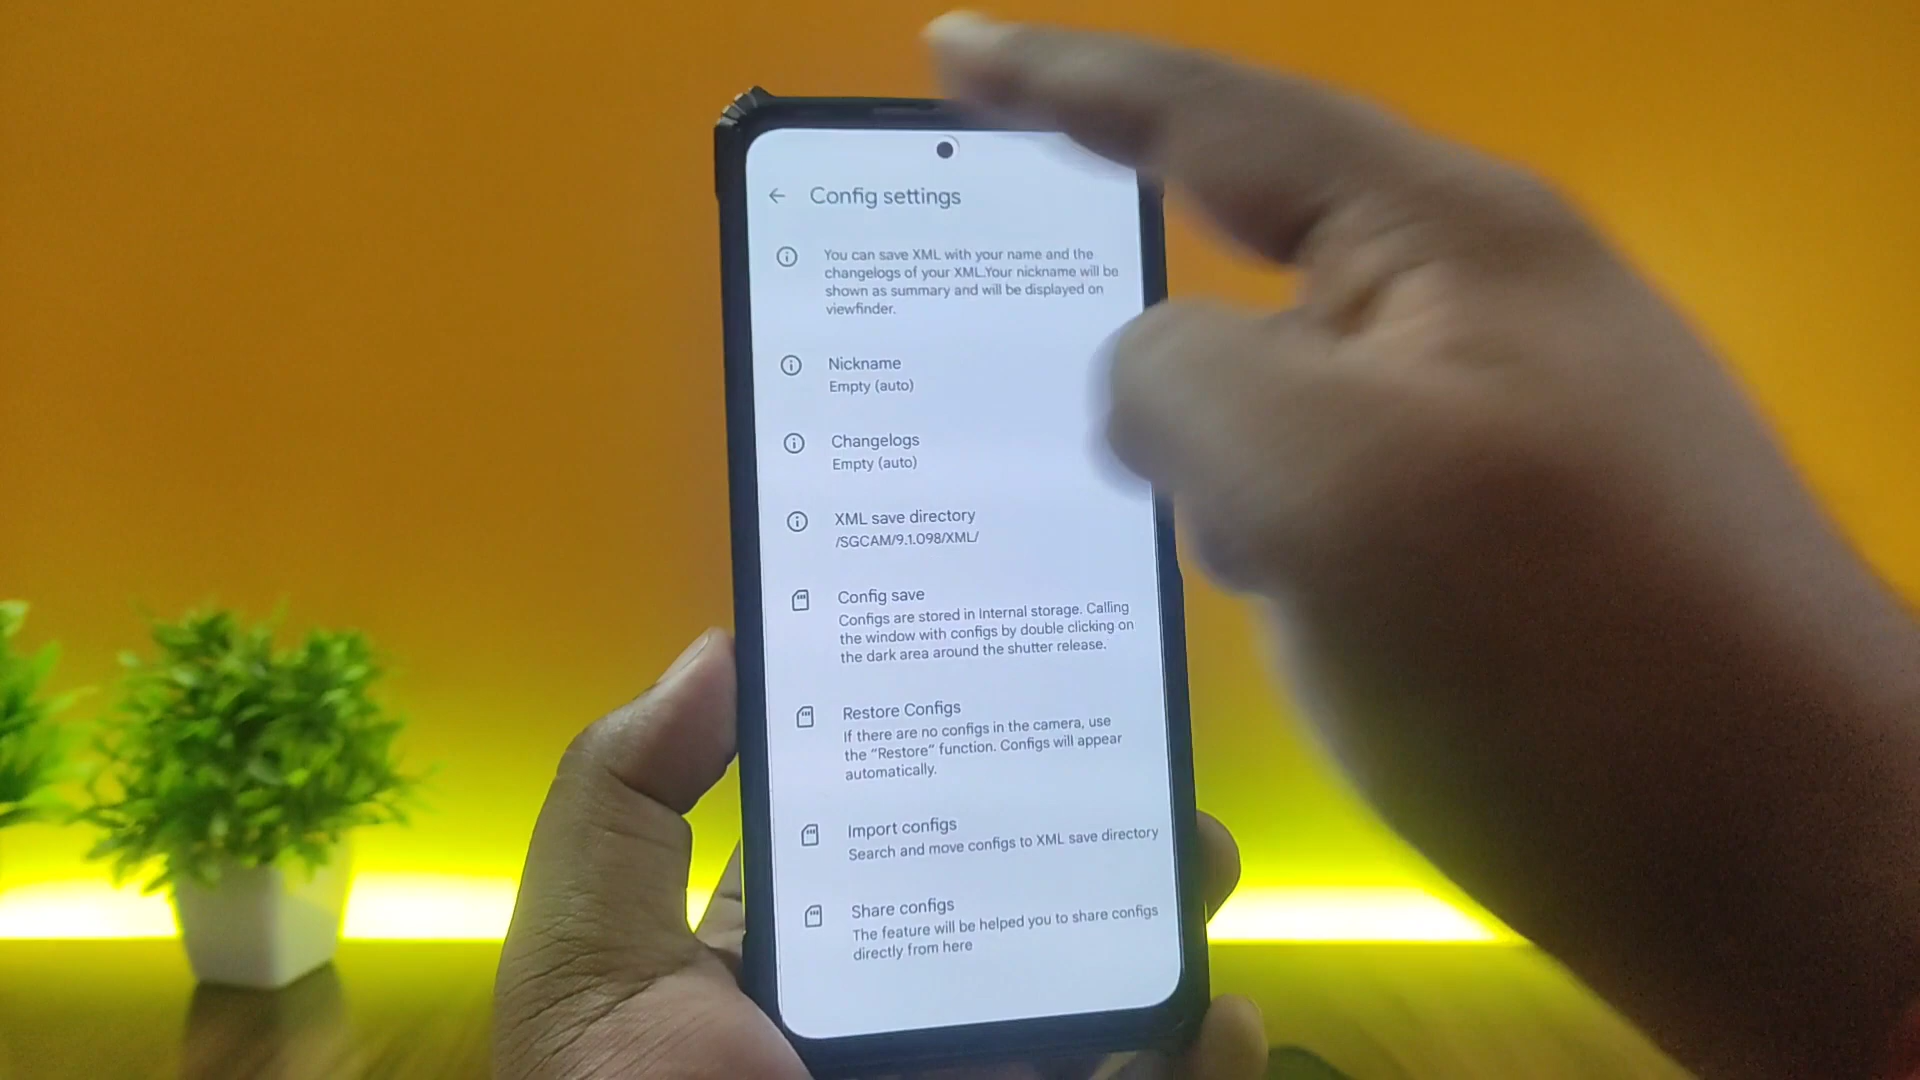 Config settings
You can save XML with your name and the
changelogs of your XML.Your nickname will be
shown as summary and will be displayed on
viewfinder.
Nickname
Empty (auto)
Changelogs
Empty (auto)
XML save directory
/SGCAM/9.1.098/XML/
Config save
Configs are stored in Internal storage. Calling
the window with configs by double clicking on
the dark area around the shutter release.
Restore Configs
If there are no configs in the camera, use
the "Restore" function. Configs will appear
automatically.
Import configs
Search and move configs to XML save directory
Share configs
The feature will be helped you to share configs
directly from here